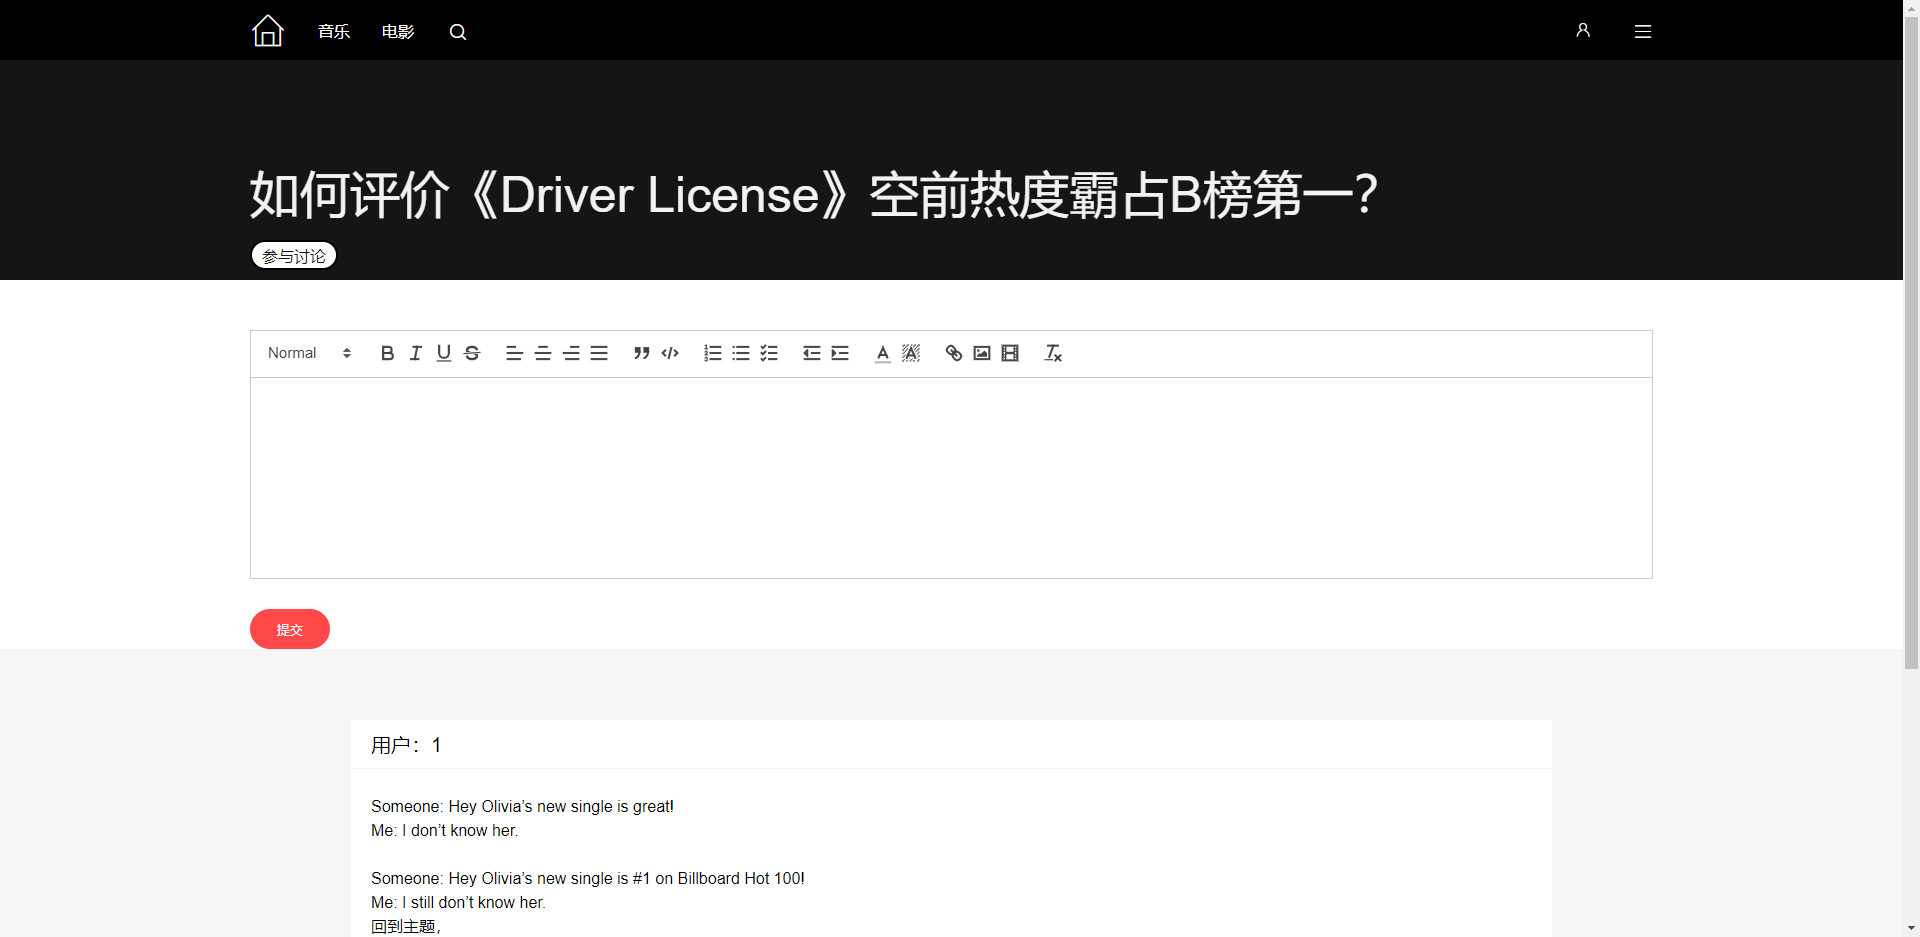 音乐 电影
如何评价《Driver License》空前热度霸占B榜第一？
参与讨论
Normal
提交
用户：1
Someone: Hey Olivia’s new single is great!
Me: I don’t know her.
Someone: Hey Olivia’s new single is #1 on Billboard Hot 100!
Me: I still don’t know her.
回到主题，